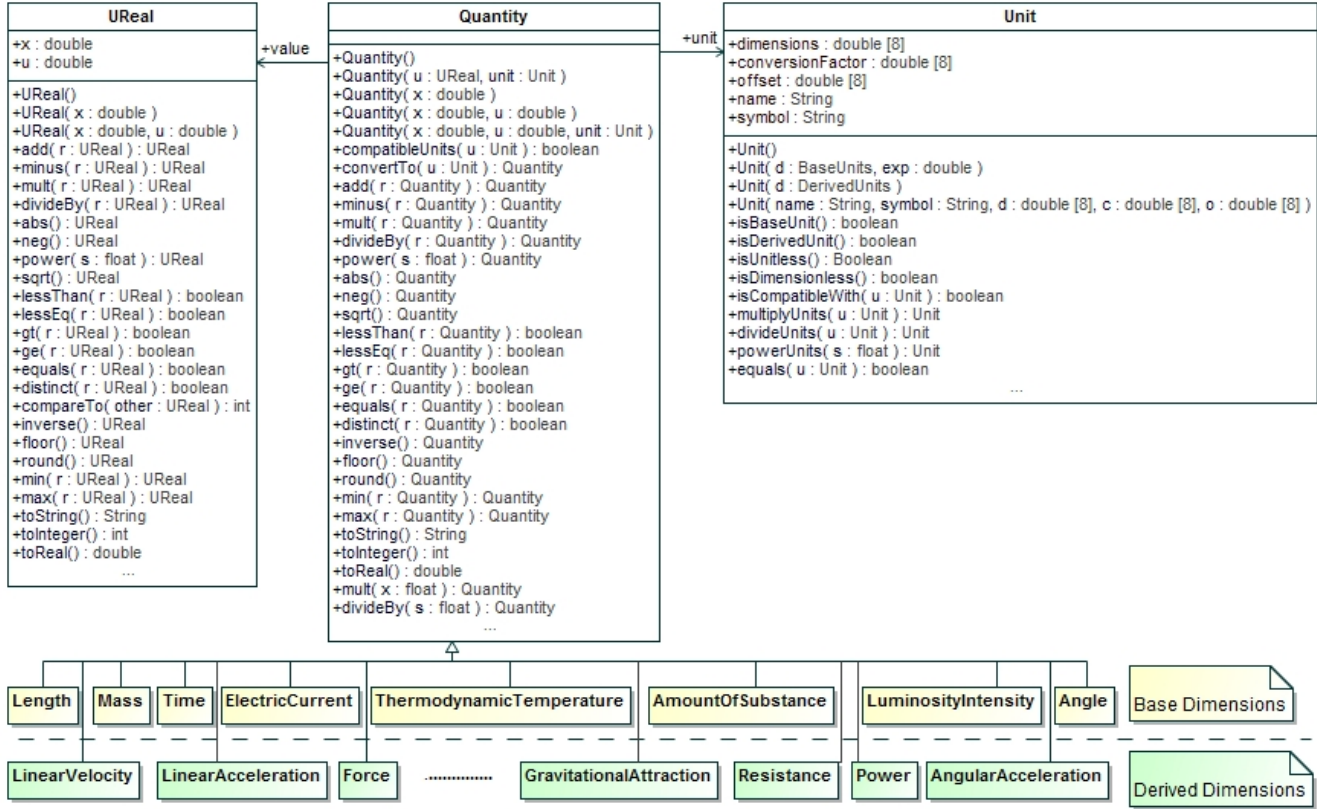 UReal
+x : double
+u : double
+UReal()
+UReal( x : double )
+UReal( x : double, u : double )
+add( r : UReal ) : UReal
+minus( r : UReal ) : UReal
+mult( r : UReal ) : UReal
+divideBy( r : UReal ) : UReal
+abs() : UReal
+neg() : UReal
+power( s : float ) : UReal
+sqrt() : UReal
+lessThan( r : UReal ) : boolean
+lessEq( r : UReal ) : boolean
+gt( r : UReal ) : boolean
+ge( r : UReal ) : boolean
+equals( r : UReal ) : boolean
+distinct( r : UReal ) : boolean
+compareTo( other : UReal ) : int
+inverse() : UReal
+floor() : UReal
+round() : UReal
+min( r : UReal ) : UReal
+max( r : UReal ) : UReal
+toString() : String
+toInteger() : int
+toReal() : double
...
+value
Quantity
+Quantity()
+Quantity( u : UReal, unit : Unit )
+Quantity( x : double )
+Quantity( x : double, u : double )
+Quantity( x : double, u : double, unit : Unit )
+compatibleUnits( u : Unit ) : boolean
+convertTo( u : Unit ) : Quantity
+add( r : Quantity ) : Quantity
+minus( r : Quantity ) : Quantity
+mult( r : Quantity ) : Quantity
+divideBy( r : Quantity ) : Quantity
+power( s : float ) : Quantity
+abs() : Quantity
+neg() : Quantity
+sqrt() : Quantity
+lessThan( r : Quantity ) : boolean
+lessEq( r : Quantity ) : boolean
+gt( r : Quantity ) : boolean
+ge( r : Quantity ) : boolean
+equals( r : Quantity ) : boolean
+distinct( r : Quantity ) : boolean
+inverse() : Quantity
+floor() : Quantity
+round() : Quantity
+min( r : Quantity ) : Quantity
+max( r : Quantity ) : Quantity
+toString() : String
+toInteger() : int
+toReal() : double
+mult( x : float ) : Quantity
+divideBy( s : float ) : Quantity
...
+unit
Unit
+dimensions : double [8]
+conversionFactor : double [8]
+offset : double [8]
+name : String
+symbol : String
+Unit()
+Unit( d : BaseUnits, exp : double )
+Unit( d : DerivedUnits )
+Unit( name : String, symbol : String, d : double [8], c : double [8], o : double [8] )
+isBaseUnit() : boolean
+isDerivedUnit() : boolean
+isUnitless() : Boolean
+isDimensionless() : boolean
+isCompatibleWith( u : Unit ) : boolean
+multiplyUnits( u : Unit ) : Unit
+divideUnits( u : Unit ) : Unit
+powerUnits( s : float ) : Unit
+equals( u : Unit ) : boolean
...
Length
Mass
Time
ElectricCurrent
ThermodynamicTemperature
AmountOfSubstance
LuminosityIntensity
Angle
Base Dimensions
LinearVelocity
LinearAcceleration
Force
...............
GravitationalAttraction
Resistance
Power
AngularAcceleration
Derived Dimensions